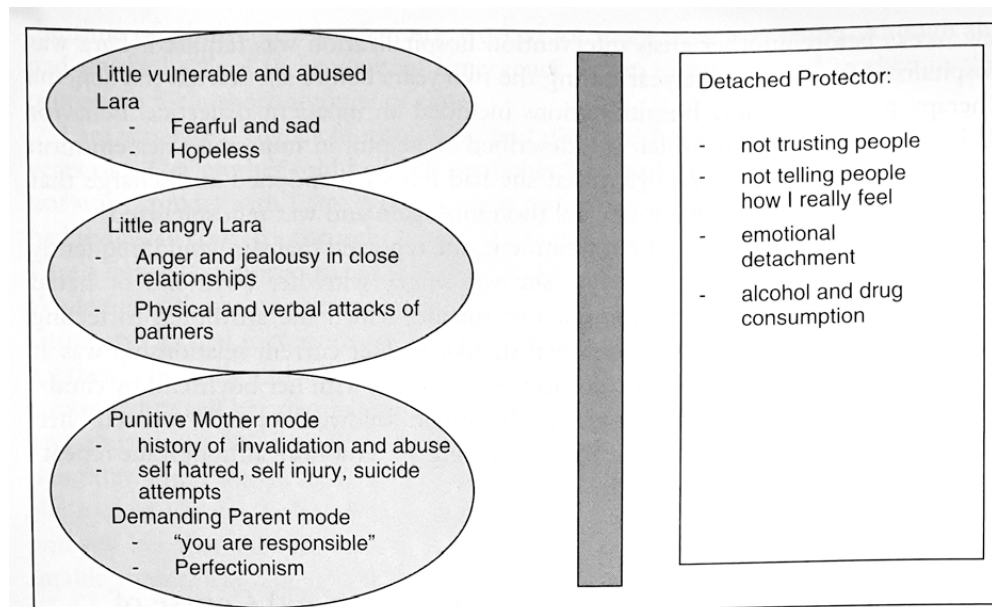 Little vulnerable and abused
Lara
- Fearful and sad
- Hopeless
Little angry Lara
- Anger and jealousy in close
relationships
- Physical and verbal attacks of
partners
Punitive Mother mode
- history of invalidation and abuse
- self hatred, self injury, suicide
attempts
Demanding Parent mode
- “you are responsible”
- Perfectionism
Detached Protector:
- not trusting people
- not telling people
how I really feel
- emotional
detachment
- alcohol and drug
consumption